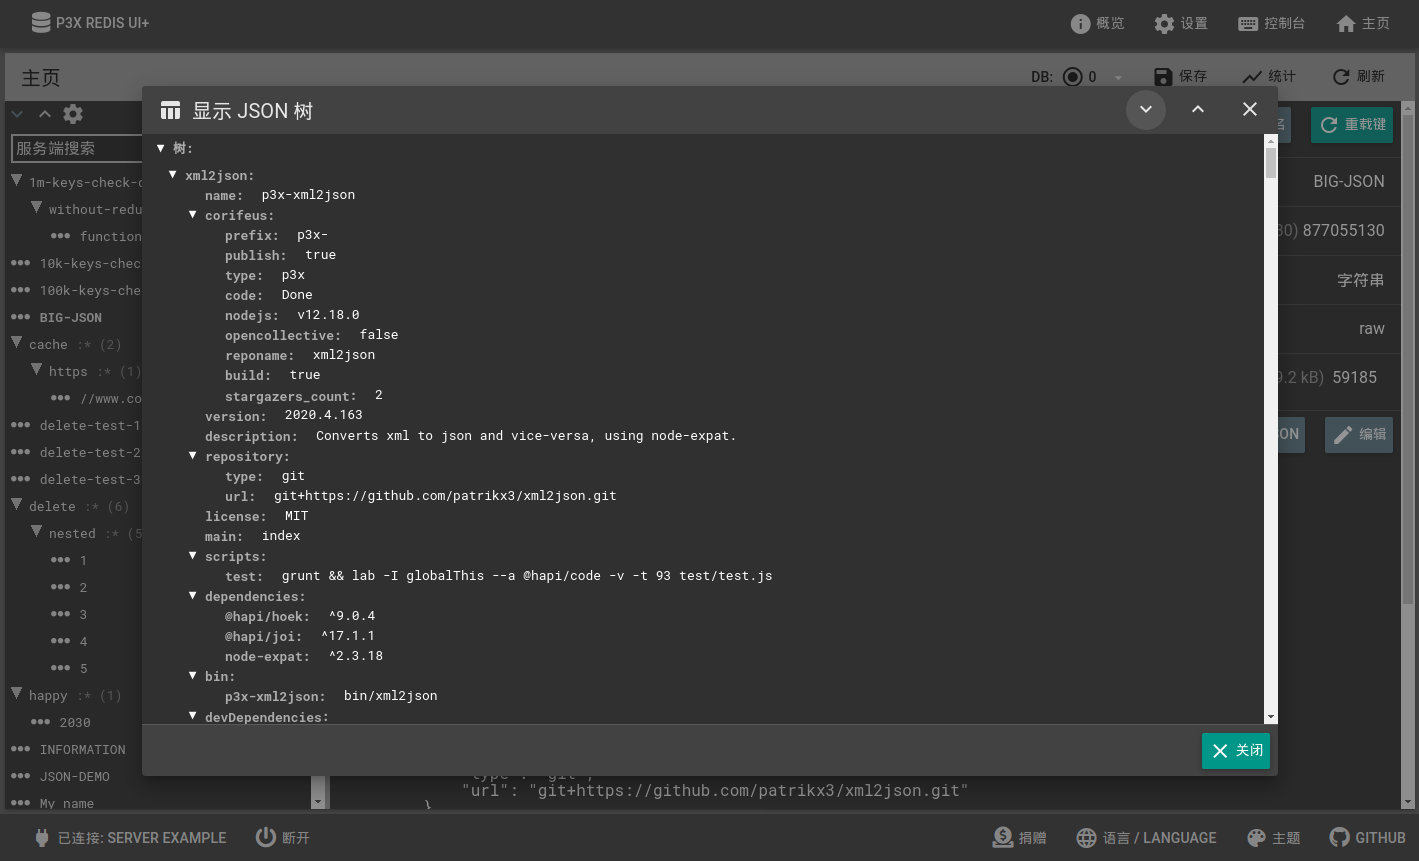 P3X REDIS UI+
概览
设置
控制台
主页
主页
DB: 0
保存
统计
刷新
显示 JSON 树
服务端搜索
重载键
1m-keys-check-
without-redu
function
10k-keys-chec
100k-keys-che
BIG-JSON
cache :* (2)
https :* (1)
//www.co
delete-test-1
delete-test-2
delete-test-3
delete :* (6)
nested :* (5
1
2
3
4
5
happy :* (1)
2030
INFORMATION
JSON-DEMO
My name
树:
xml2json:
name: p3x-xml2json
corifeus:
prefix: p3x-
publish: true
type: p3x
code: Done
nodejs: v12.18.0
opencollective: false
reponame: xml2json
build: true
stargazers_count: 2
version: 2020.4.163
description: Converts xml to json and vice-versa, using node-expat.
repository:
type: git
url: git+https://github.com/patrikx3/xml2json.git
license: MIT
main: index
scripts:
test: grunt && lab -I globalThis --a @hapi/code -v -t 93 test/test.js
dependencies:
@hapi/hoek: ^9.0.4
@hapi/joi: ^17.1.1
node-expat: ^2.3.18
bin:
p3x-xml2json: bin/xml2json
devDependencies:
BIG-JSON
30) 877055130
字符串
raw
9.2 kB) 59185
ON
编辑
关闭
"type": "git",
"url": "git+https://github.com/patrikx3/xml2json.git"
}
已连接: SERVER EXAMPLE
断开
捐赠
语言 / LANGUAGE
主题
GITHUB